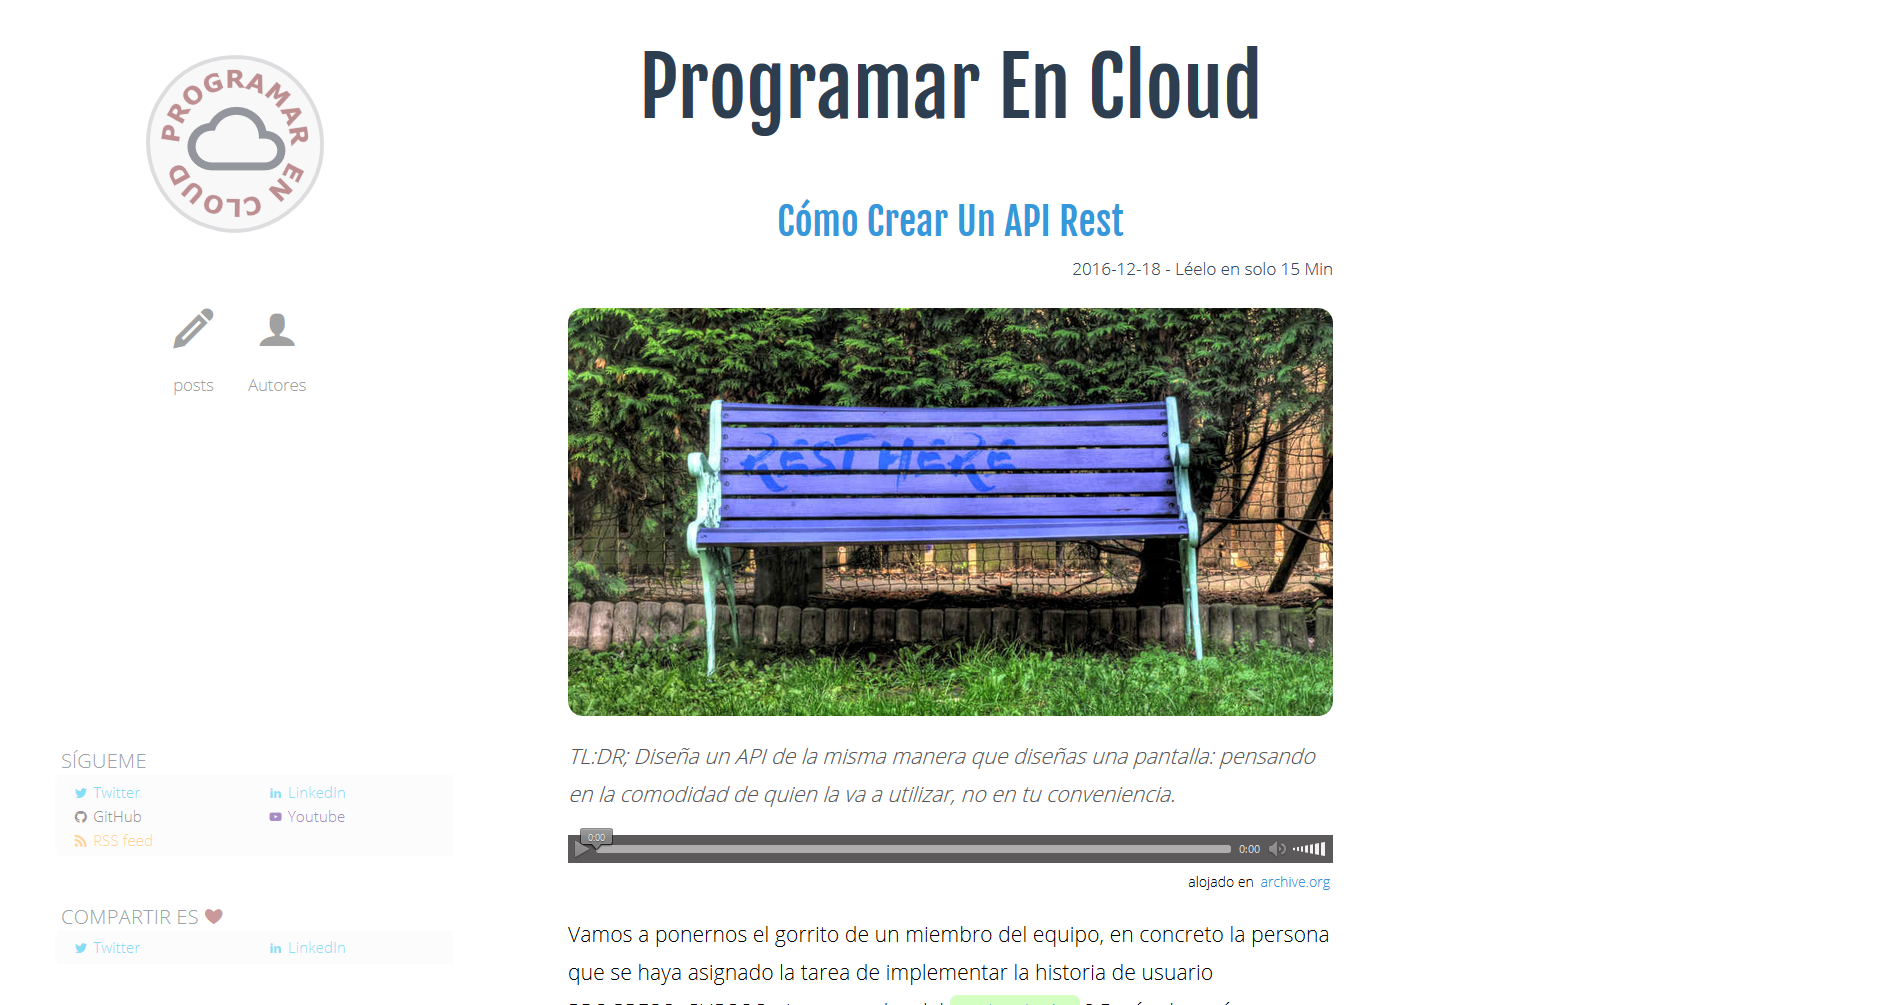 PROGRAMAR EN CLOUD
Programar En Cloud
Cómo Crear Un API Rest
2016-12-18 - Léelo en solo 15 Min
posts
Autores
REST HERE
TL:DR; Diseña un API de la misma manera que diseñas una pantalla: pensando
en la comodidad de quien la va a utilizar, no en tu conveniencia.
0:00
0:00
alojado en archive.org
Vamos a ponernos el gorrito de un miembro del equipo, en concreto la persona
que se haya asignado la tarea de implementar la historia de usuario
SÍGUEME
Twitter
LinkedIn
GitHub
Youtube
RSS feed
COMPARTIR ES
Twitter
LinkedIn